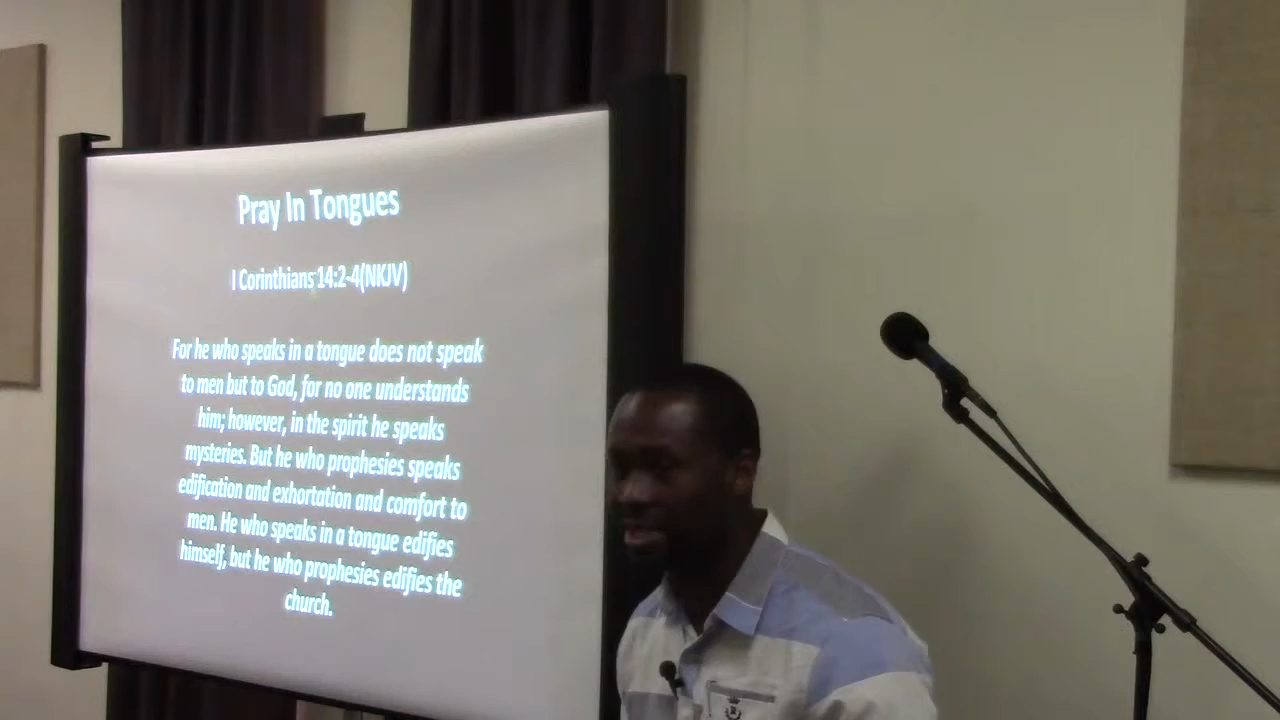 Pray In Tongues
I Corinthians 14:2-4(NKJV)
For he who speaks in a tongue does not speak
to men but to God, for no one understands
him; however, in the spirit he speaks
mysteries. But he who prophesies speaks
edification and exhortation and comfort to
men. He who speaks in a tongue edifies
himself, but he who prophesies edifies the
church.